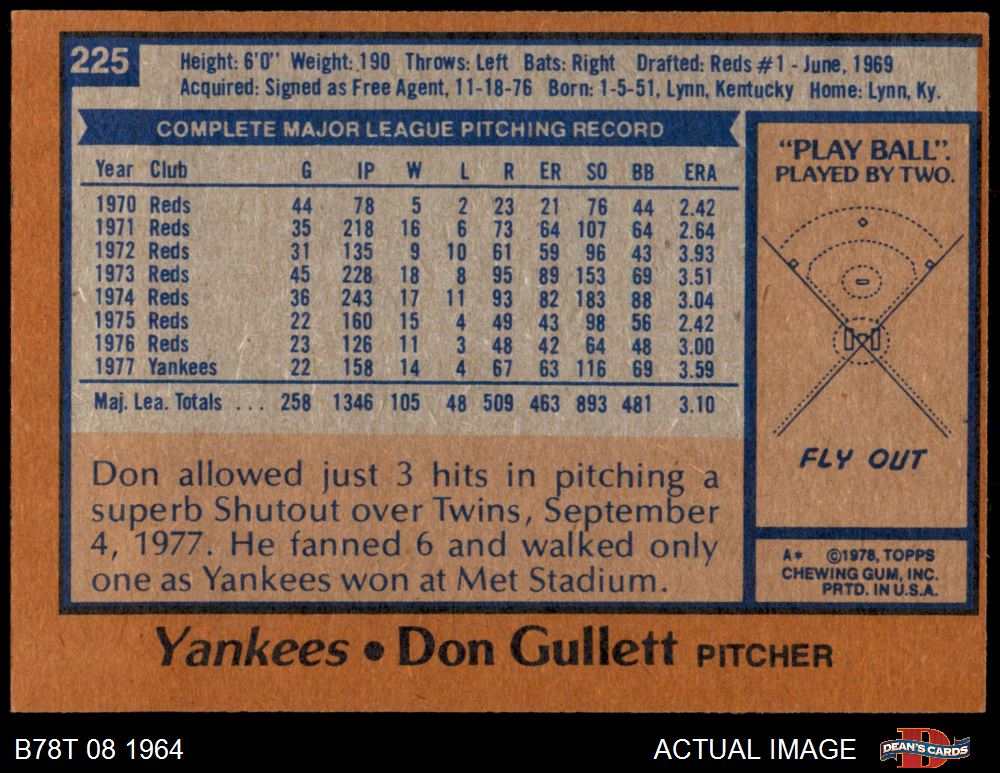 225
Height: 6'0" Weight: 190 Throws: Left Bats: Right Drafted: Reds #1 - June, 1969
Acquired: Signed as Free Agent, 11-18-76 Born: 1-5-51, Lynn, Kentucky Home: Lynn, Ky.
COMPLETE MAJOR LEAGUE PITCHING RECORD
Year Club G IP W L R ER SO BB ERA
1970 Reds 44 78 5 2 23 21 76 44 2.42
1971 Reds 35 218 16 6 73 64 107 64 2.64
1972 Reds 31 135 9 10 61 59 96 43 3.93
1973 Reds 45 228 18 8 95 89 153 69 3.51
1974 Reds 36 243 17 11 93 82 183 88 3.04
1975 Reds 22 160 15 4 49 43 98 56 2.42
1976 Reds 23 126 11 3 48 42 64 48 3.00
1977 Yankees 22 158 14 4 67 63 116 69 3.59
Maj. Lea. Totals ... 258 1346 105 48 509 463 893 481 3.10
Don allowed just 3 hits in pitching a
superb Shutout over Twins, September
4, 1977. He fanned 6 and walked only
one as Yankees won at Met Stadium.
"PLAY BALL".
PLAYED BY TWO.
FLY OUT
A* ©1978, TOPPS
CHEWING GUM, INC.
PRTD. IN U.S.A.
Yankees • Don Gullett PITCHER
B78T 08 1964
ACTUAL IMAGE
DEAN'S CARDS